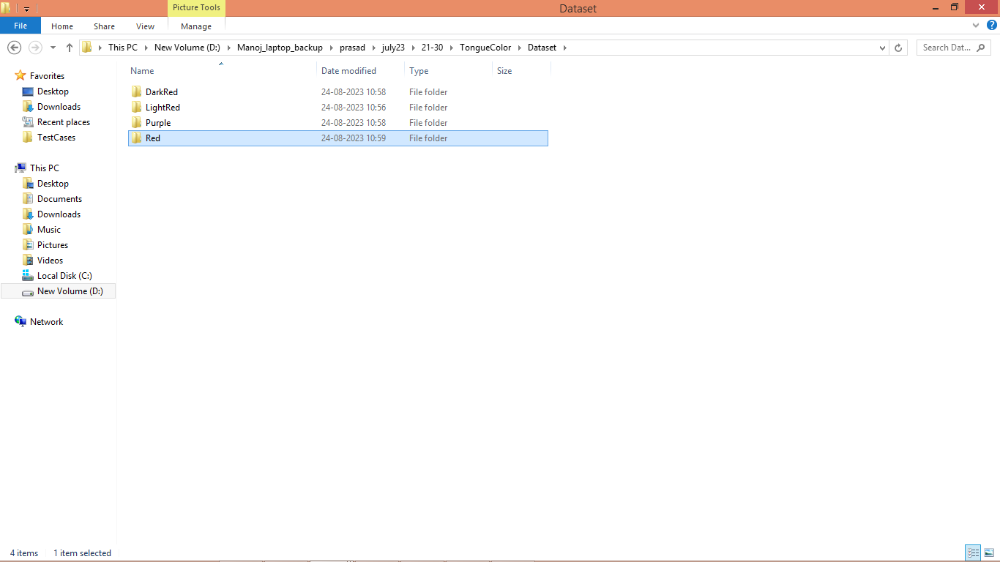 Picture Tools
Dataset
File Home Share View Manage
This PC New Volume (D:) Manoj_laptop_backup prasad july23 21-30 TongueColor Dataset
Search Dat...
Name Date modified Type Size
DarkRed 24-08-2023 10:58 File folder
LightRed 24-08-2023 10:56 File folder
Purple 24-08-2023 10:58 File folder
Red 24-08-2023 10:59 File folder
Favorites
Desktop
Downloads
Recent places
TestCases
This PC
Desktop
Documents
Downloads
Music
Pictures
Videos
Local Disk (C:)
New Volume (D:)
Network
4 items 1 item selected